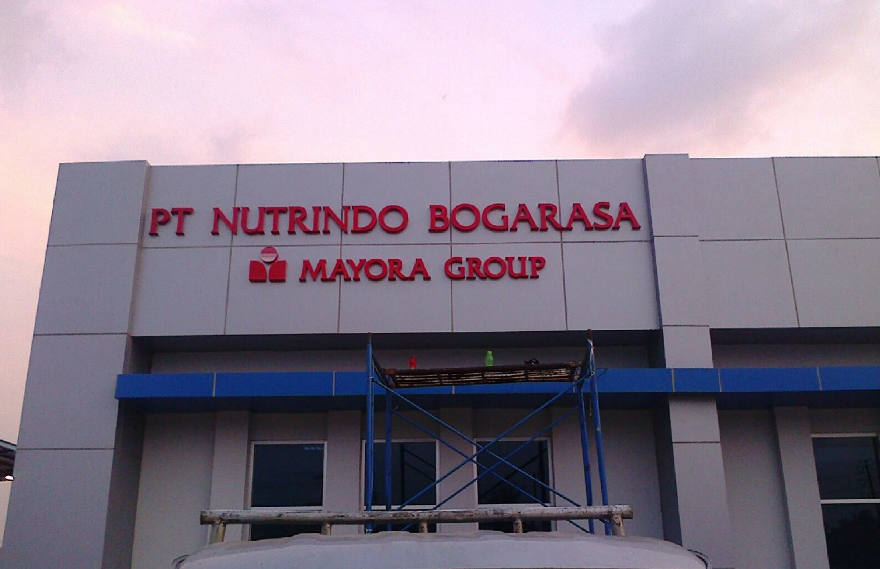 PT NUTRINDO BOGARASA
MAYORA GROUP